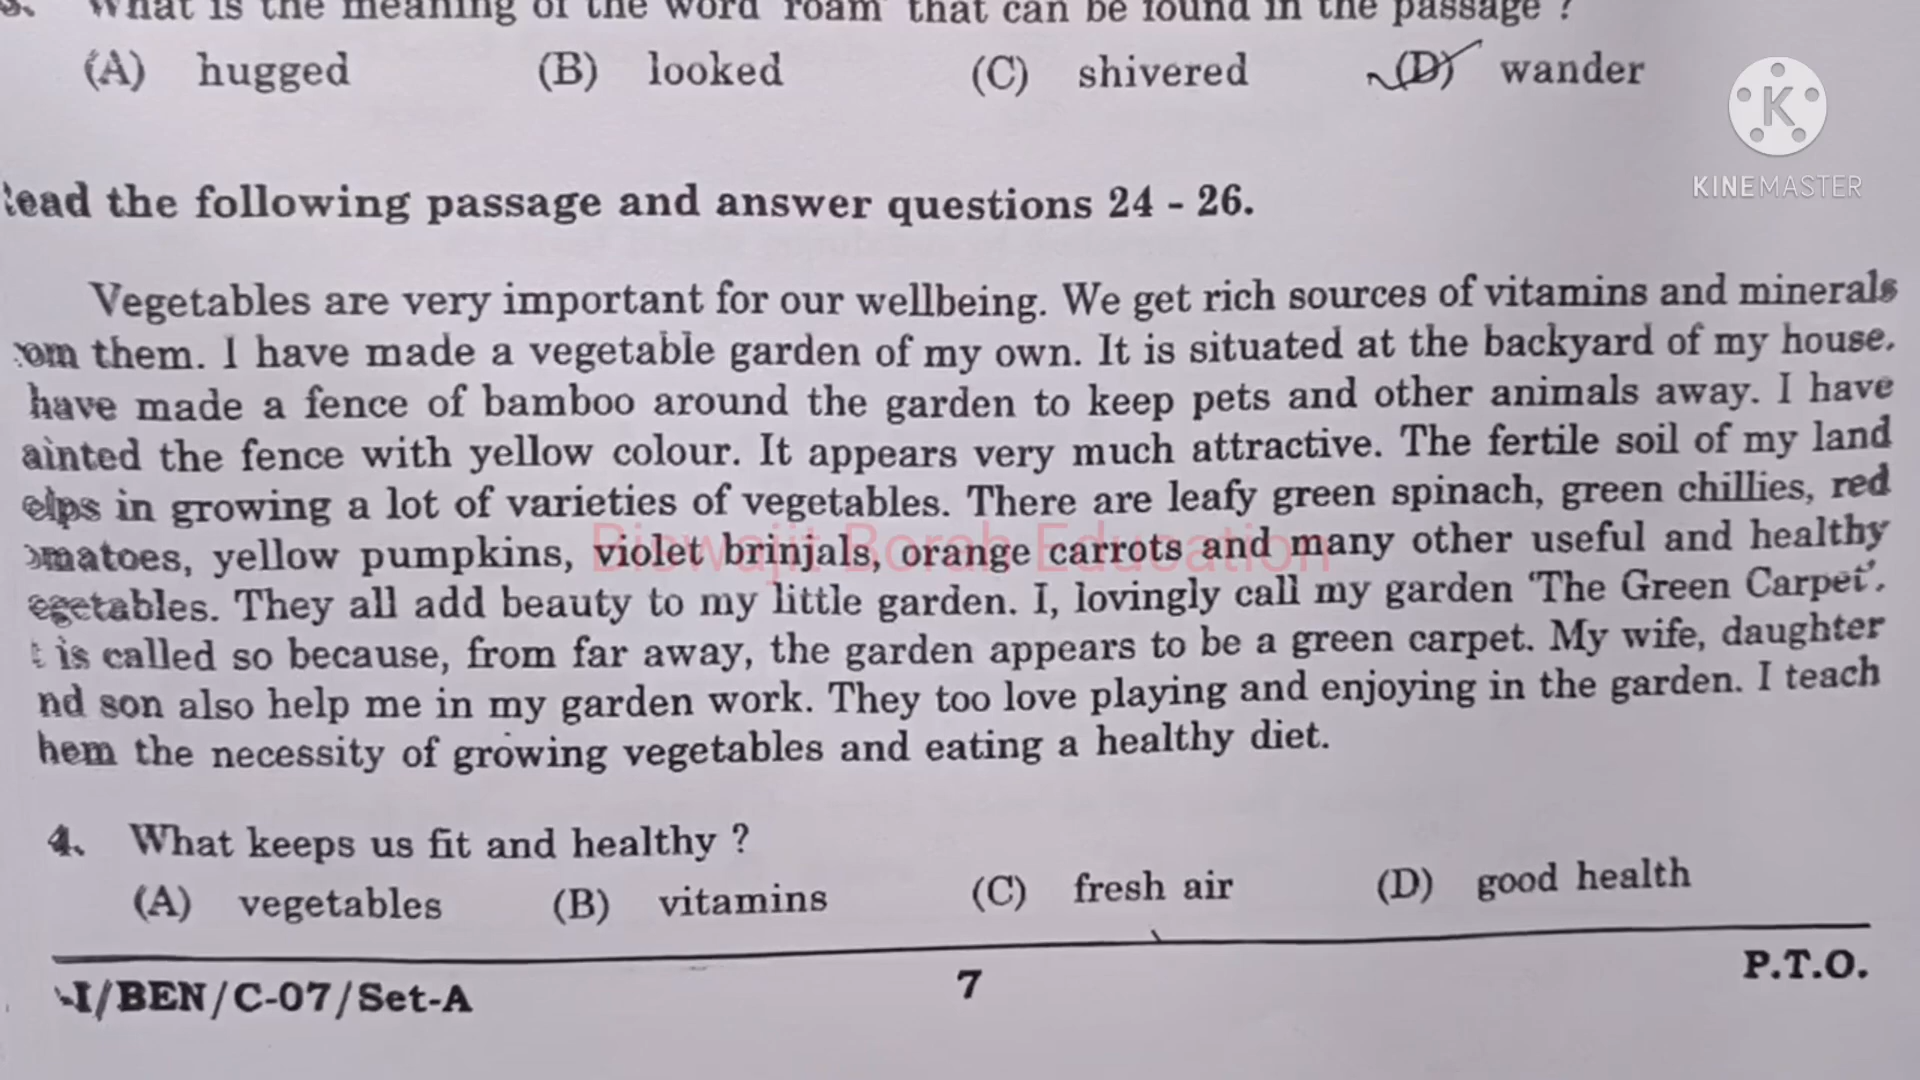 What is the meaning of the word 'roam' that can be found in the passage ?
(A) hugged (B) looked (C) shivered (D) wander
K
KINEMASTER
ead the following passage and answer questions 24 - 26.
Vegetables are very important for our wellbeing. We get rich sources of vitamins and minerals
om them. I have made a vegetable garden of my own. It is situated at the backyard of my house.
have made a fence of bamboo around the garden to keep pets and other animals away. I have
ainted the fence with yellow colour. It appears very much attractive. The fertile soil of my land
elps in growing a lot of varieties of vegetables. There are leafy green spinach, green chillies, red
omatoes, yellow pumpkins, violet brinjals, orange carrots and many other useful and healthy
Biswajit Borah Education
egetables. They all add beauty to my little garden. I, lovingly call my garden 'The Green Carpet'.
t is called so because, from far away, the garden appears to be a green carpet. My wife, daughter
nd son also help me in my garden work. They too love playing and enjoying in the garden. I teach
hem the necessity of growing vegetables and eating a healthy diet.
4. What keeps us fit and healthy ?
(A) vegetables (B) vitamins (C) fresh air (D) good health
-I/BEN/C-07/Set-A 7 P.T.O.